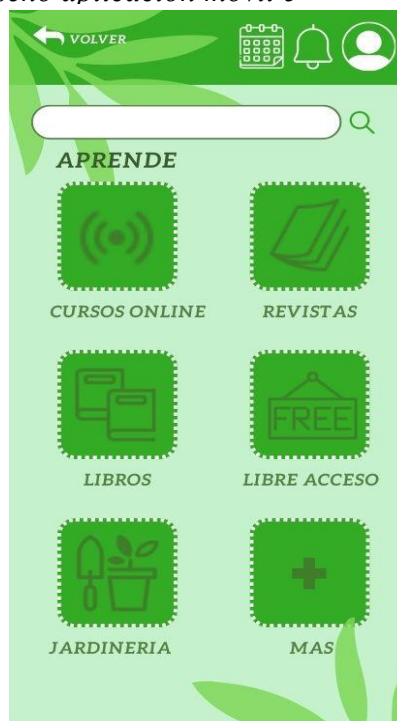 VOLVER
APRENDE
CURSOS ONLINE REVISTAS
FREE
LIBROS LIBRE ACCESO
JARDINERIA MAS